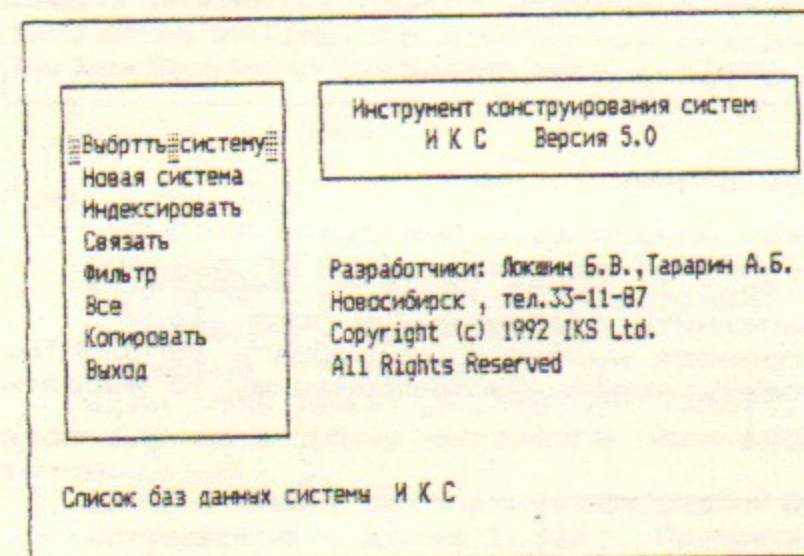 Инструмент конструирования систем
И К С Версия 5.0
Выбртть систему
Новая система
Индексировать
Связать
Фильтр
Все
Копировать
Выход
Разработчики: Локшин Б.В.,Тарарин А.Б.
Новосибирск , тел.33-11-87
Copyright (c) 1992 IKS Ltd.
All Rights Reserved
Список баз данных системы И К С